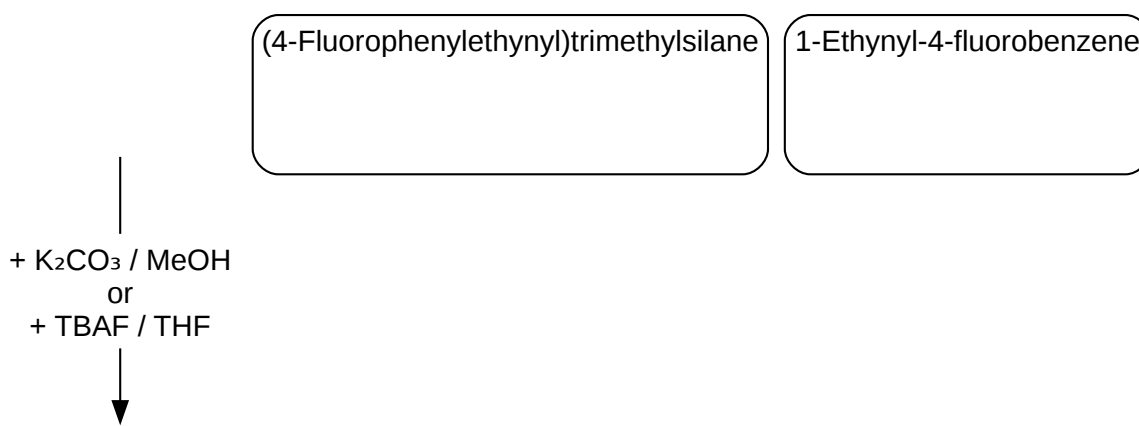 (4-Fluorophenylethynyl)trimethylsilane
1-Ethynyl-4-fluorobenzene
+ K₂CO₃ / MeOH
or
+ TBAF / THF